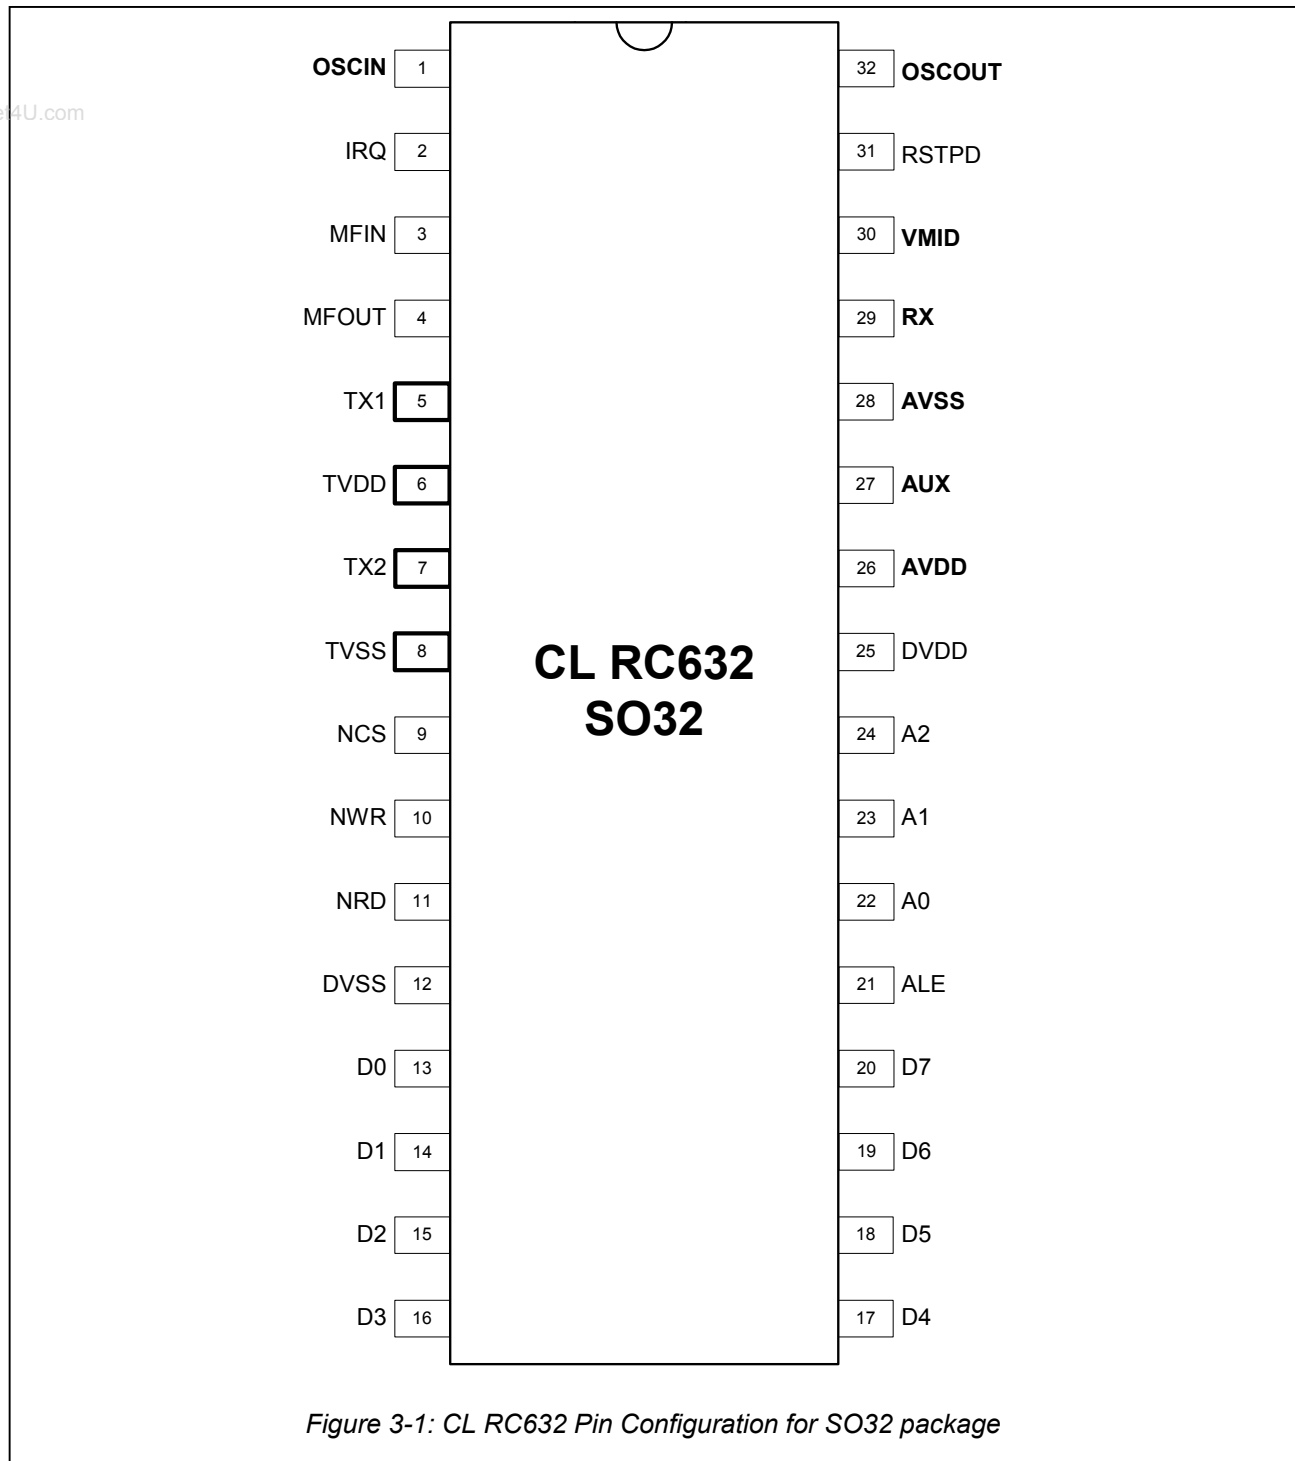 OSCIN 1 32 OSCOUT
et4U.com
IRQ 2 31 RSTPD
MFIN 3 30 VMID
MFOUT 4 29 RX
TX1 5 28 AVSS
TVDD 6 27 AUX
TX2 7 26 AVDD
TVSS 8 25 DVDD
CL RC632
SO32
NCS 9 24 A2
NWR 10 23 A1
NRD 11 22 A0
DVSS 12 21 ALE
D0 13 20 D7
D1 14 19 D6
D2 15 18 D5
D3 16 17 D4
Figure 3-1: CL RC632 Pin Configuration for SO32 package